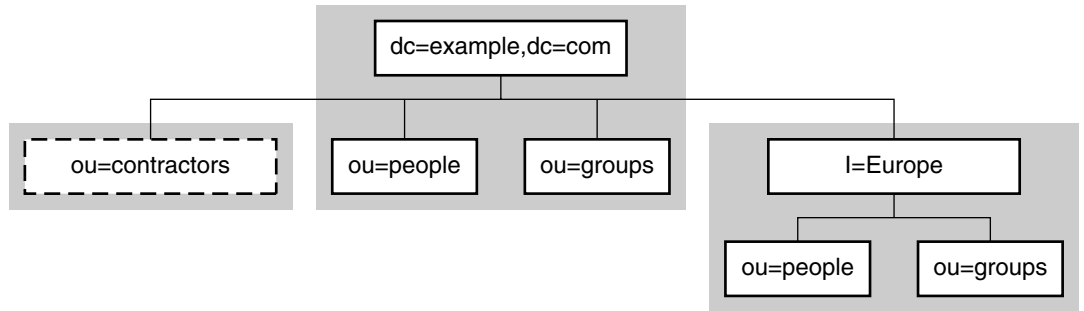 dc=example,dc=com
ou=contractors
ou=people
ou=groups
l=Europe
ou=people
ou=groups